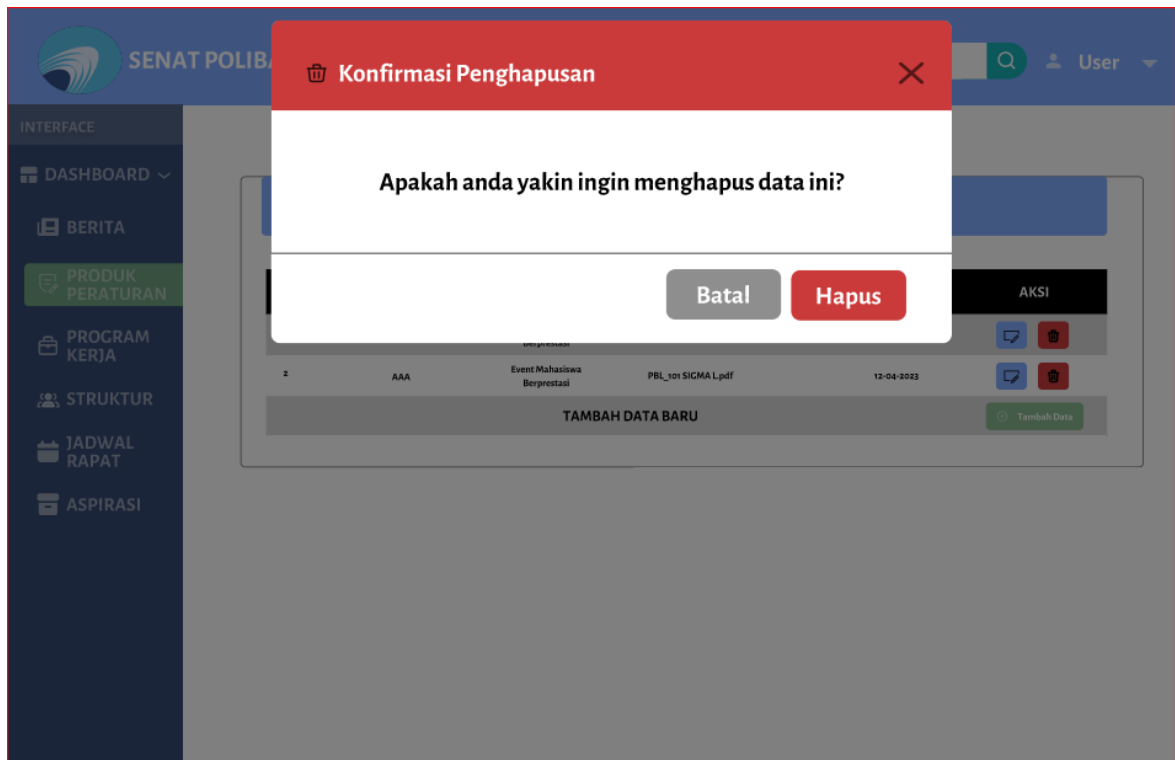 SENAT POLIBA
Konfirmasi Penghapusan
User
INTERFACE
DASHBOARD
Apakah anda yakin ingin menghapus data ini?
BERITA
PRODUK
PERATURAN
Batal
Hapus
AKSI
PROGRAM
KERJA
Berprestasi
2 AAA Event Mahasiswa PBL_101 SIGMA L.pdf 12-04-2023
Berprestasi
STRUKTUR
TAMBAH DATA BARU
Tambah Data
JADWAL
RAPAT
ASPIRASI